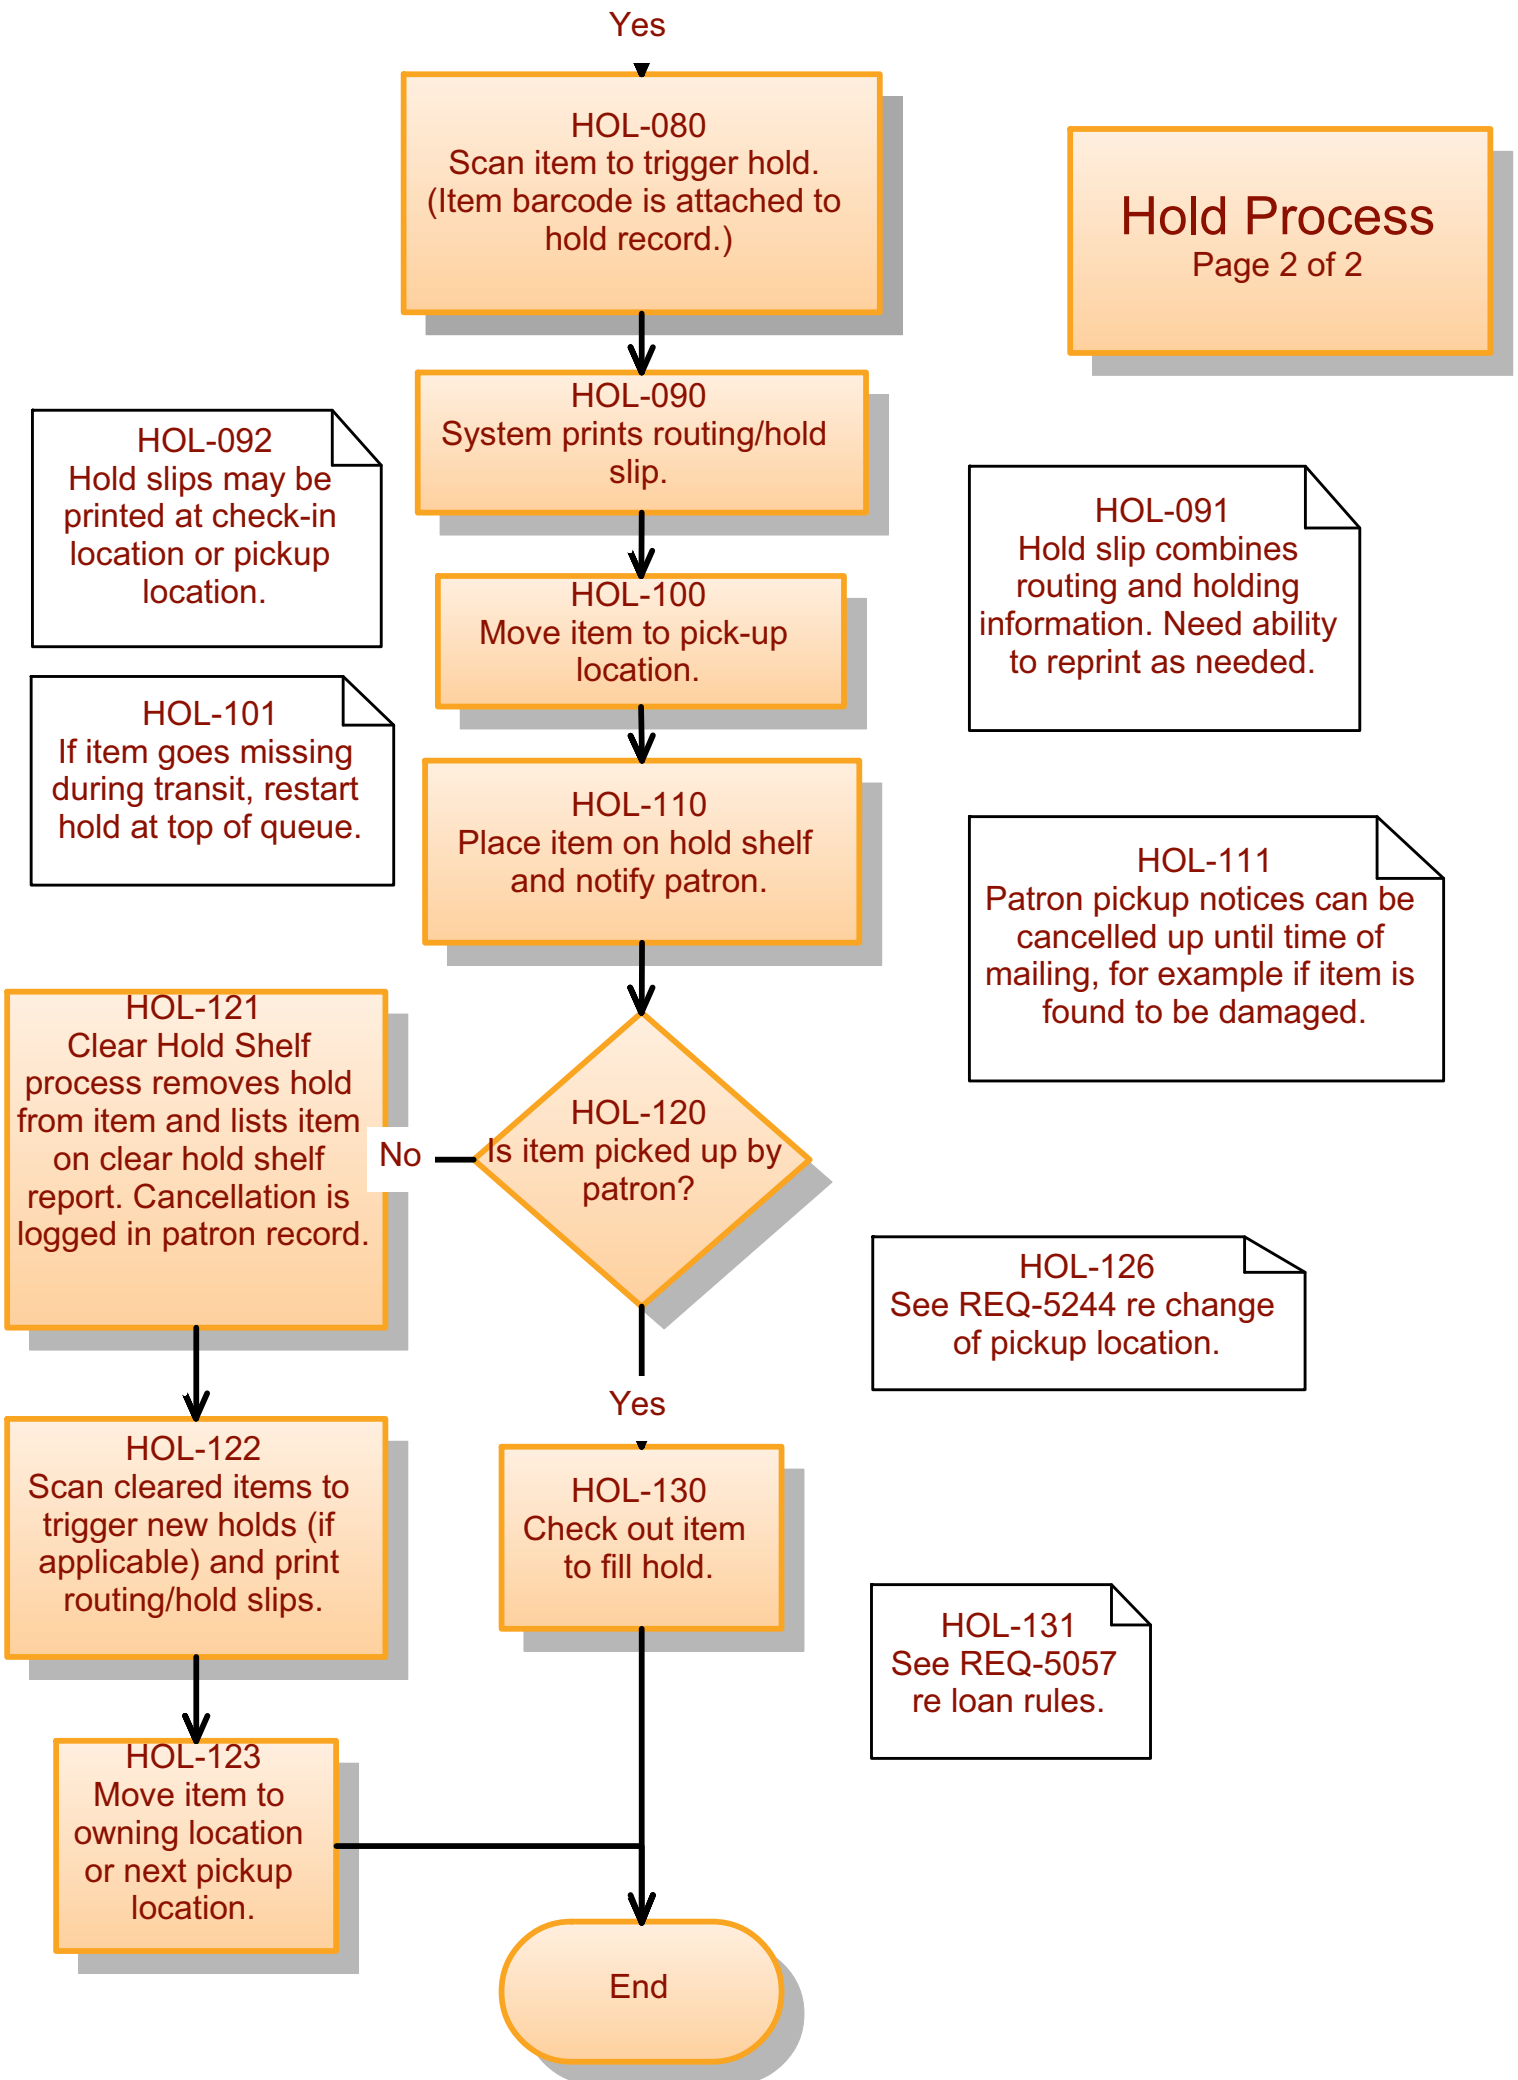 Yes
HOL-080
Scan item to trigger hold.
(Item barcode is attached to
hold record.)
Hold Process
Page 2 of 2
HOL-090
System prints routing/hold
slip.
HOL-092
Hold slips may be
printed at check-in
location or pickup
location.
HOL-091
Hold slip combines
routing and holding
information. Need ability
to reprint as needed.
HOL-100
Move item to pick-up
location.
HOL-101
If item goes missing
during transit, restart
hold at top of queue.
HOL-110
Place item on hold shelf
and notify patron.
HOL-111
Patron pickup notices can be
cancelled up until time of
mailing, for example if item is
found to be damaged.
HOL-121
Clear Hold Shelf
process removes hold
from item and lists item
on clear hold shelf
report. Cancellation is
logged in patron record.
No
HOL-120
Is item picked up by
patron?
HOL-126
See REQ-5244 re change
of pickup location.
Yes
HOL-122
Scan cleared items to
trigger new holds (if
applicable) and print
routing/hold slips.
HOL-130
Check out item
to fill hold.
HOL-131
See REQ-5057
re loan rules.
HOL-123
Move item to
owning location
or next pickup
location.
End